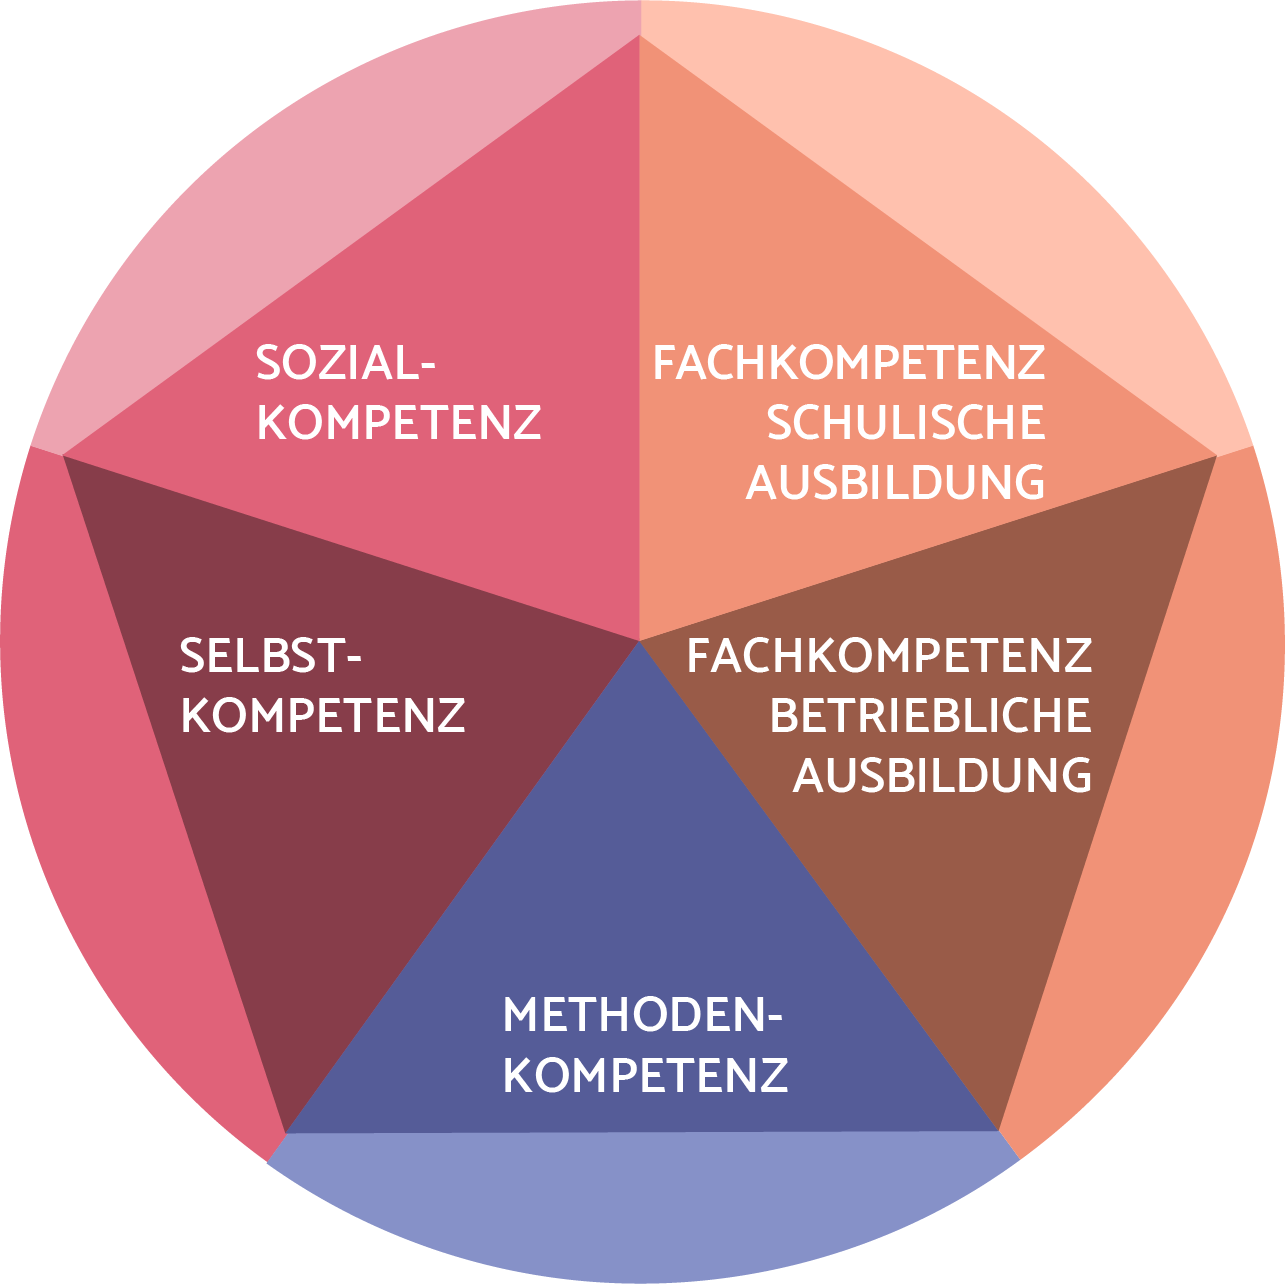 SOZIAL-
KOMPETENZ
FACHKOMPETENZ
SCHULISCHE
AUSBILDUNG
SELBST-
KOMPETENZ
FACHKOMPETENZ
BETRIEBLICHE
AUSBILDUNG
METHODEN-
KOMPETENZ